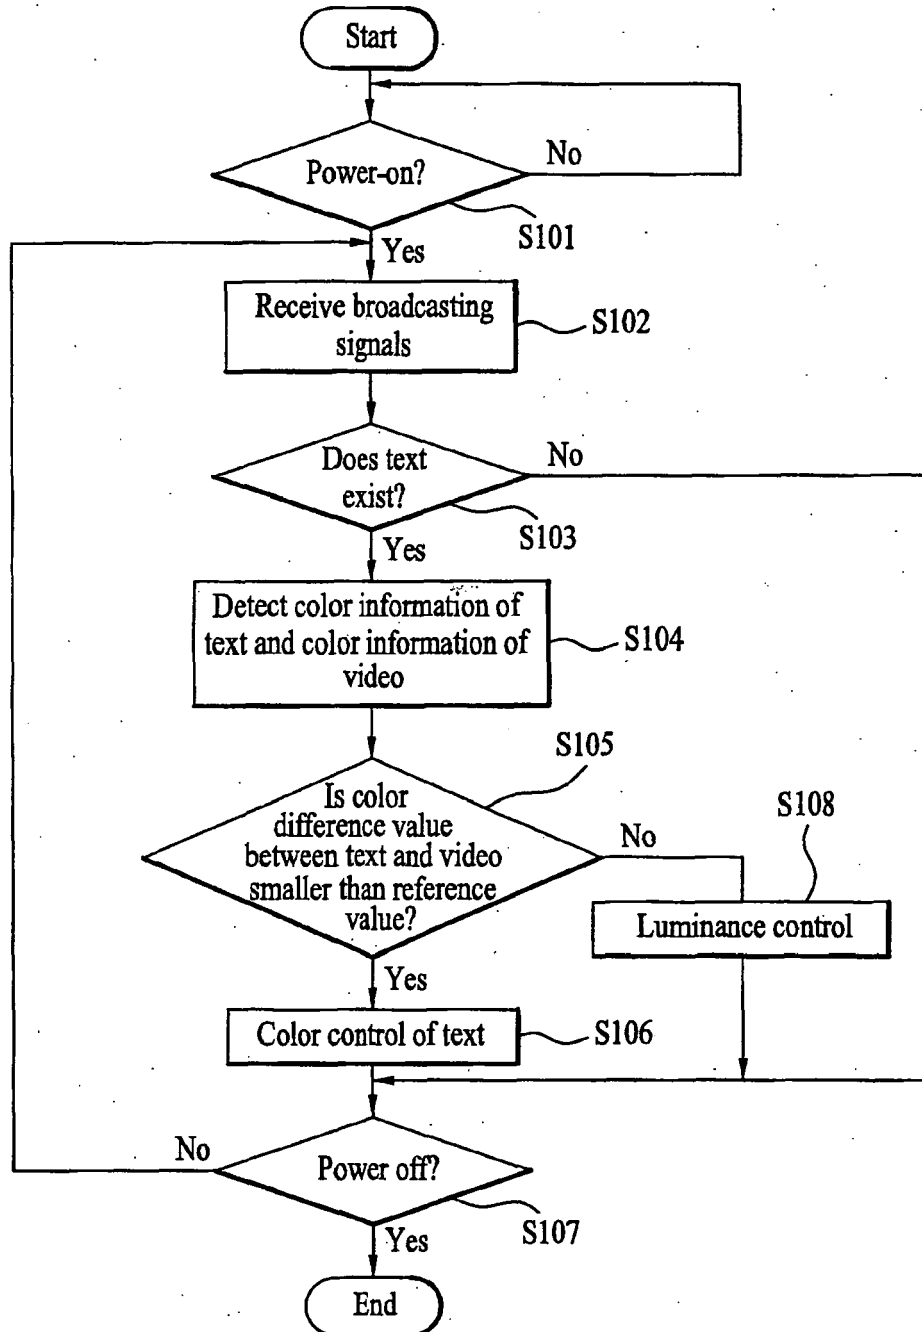 Start
Power-on?
No
S101
Yes
Receive broadcasting
signals
S102
Does text
exist?
No
S103
Yes
Detect color information of
text and color information of
video
S104
S105
Is color
difference value
between text and video
smaller than reference
value?
No
S108
Luminance control
Yes
Color control of text
S106
No
Power off?
S107
Yes
End